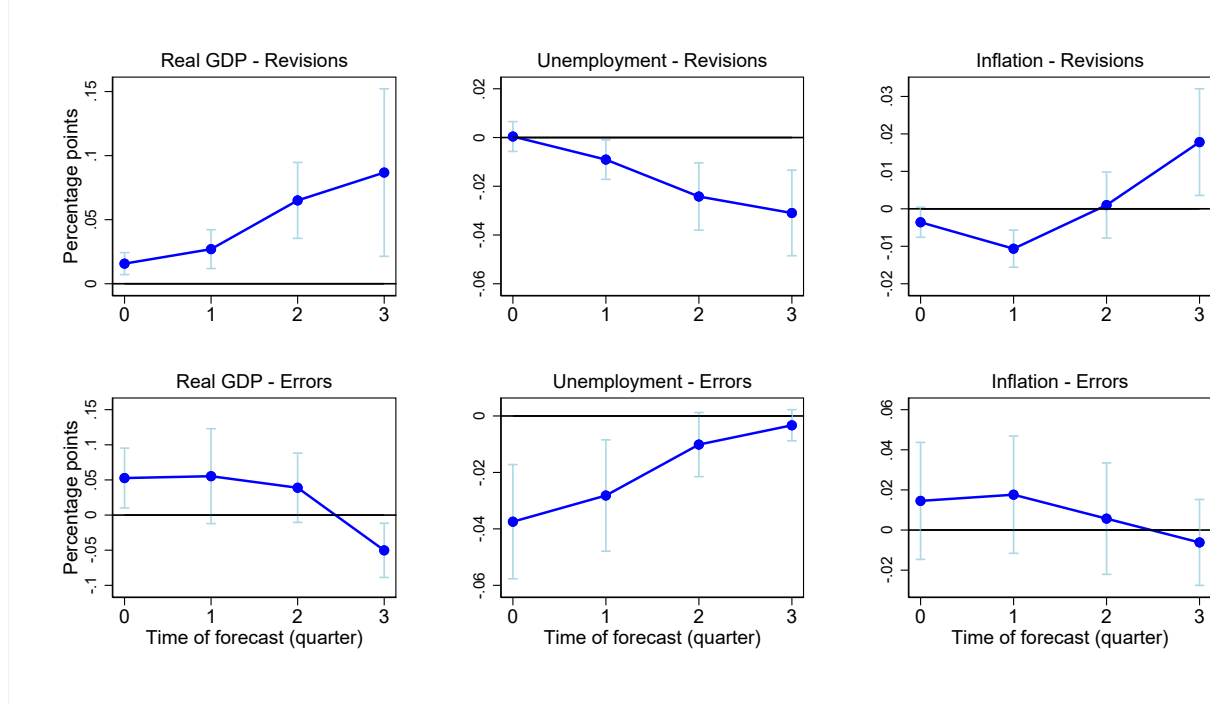 Real GDP - Revisions
Percentage points
.15
.1
.05
0
0 1 2 3
Unemployment - Revisions
.02
0
-.02
-.04
-.06
0 1 2 3
Inflation - Revisions
.03
.02
.01
0
-.01
-.02
0 1 2 3
Real GDP - Errors
Percentage points
.15
.1
.05
0
-.05
-.1
0 1 2 3
Time of forecast (quarter)
Unemployment - Errors
0
-.02
-.04
-.06
0 1 2 3
Time of forecast (quarter)
Inflation - Errors
.06
.04
.02
0
-.02
0 1 2 3
Time of forecast (quarter)